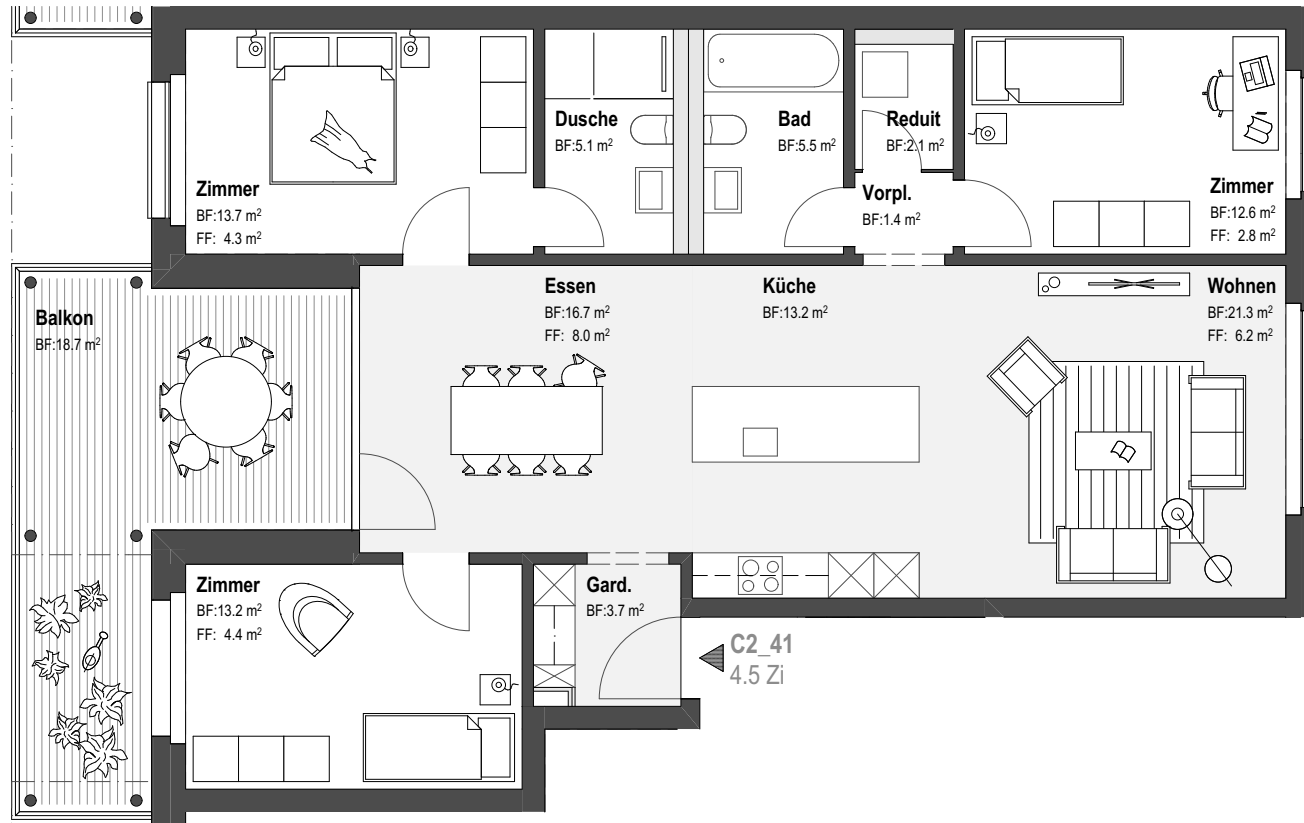 Dusche
BF:5.1 m²
Bad
BF:5.5 m²
Reduit
BF:2.1 m²
Zimmer
BF:13.7 m²
FF: 4.3 m²
Vorpl.
BF:1.4 m²
Zimmer
BF:12.6 m²
FF: 2.8 m²
Balkon
BF:18.7 m²
Essen
BF:16.7 m²
FF: 8.0 m²
Küche
BF:13.2 m²
Wohnen
BF:21.3 m²
FF: 6.2 m²
Zimmer
BF:13.2 m²
FF: 4.4 m²
Gard.
BF:3.7 m²
C2_41
4.5 Zi